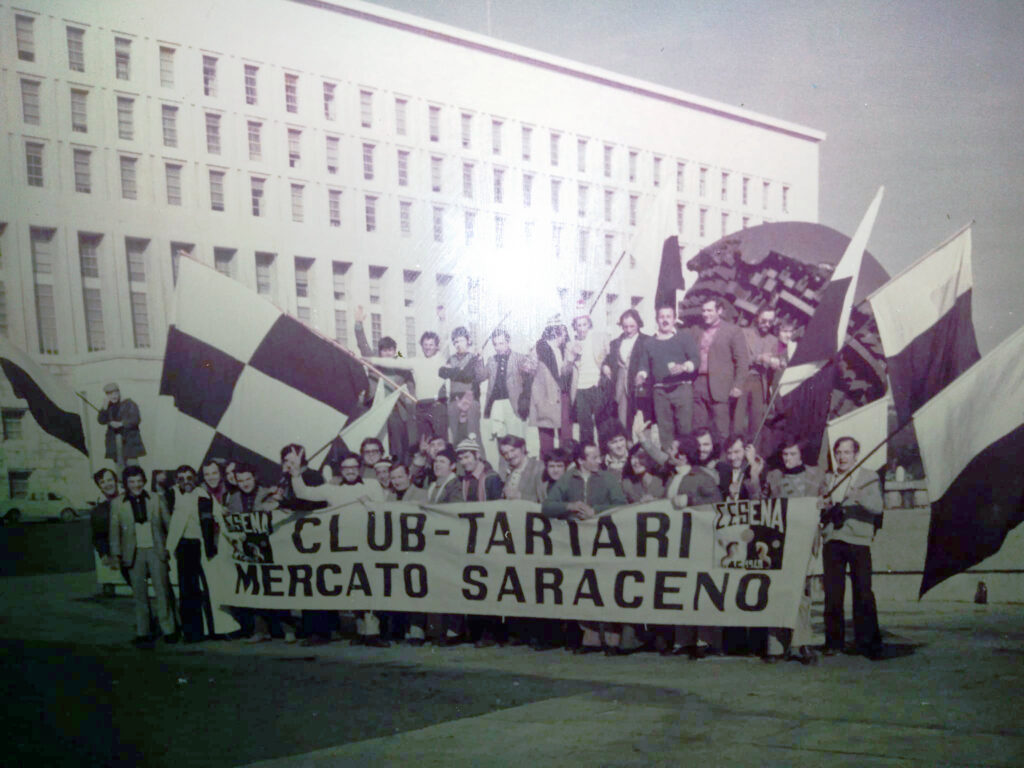 CLUB-TARTARI
MERCATO SARACENO
CESENA
CESENA